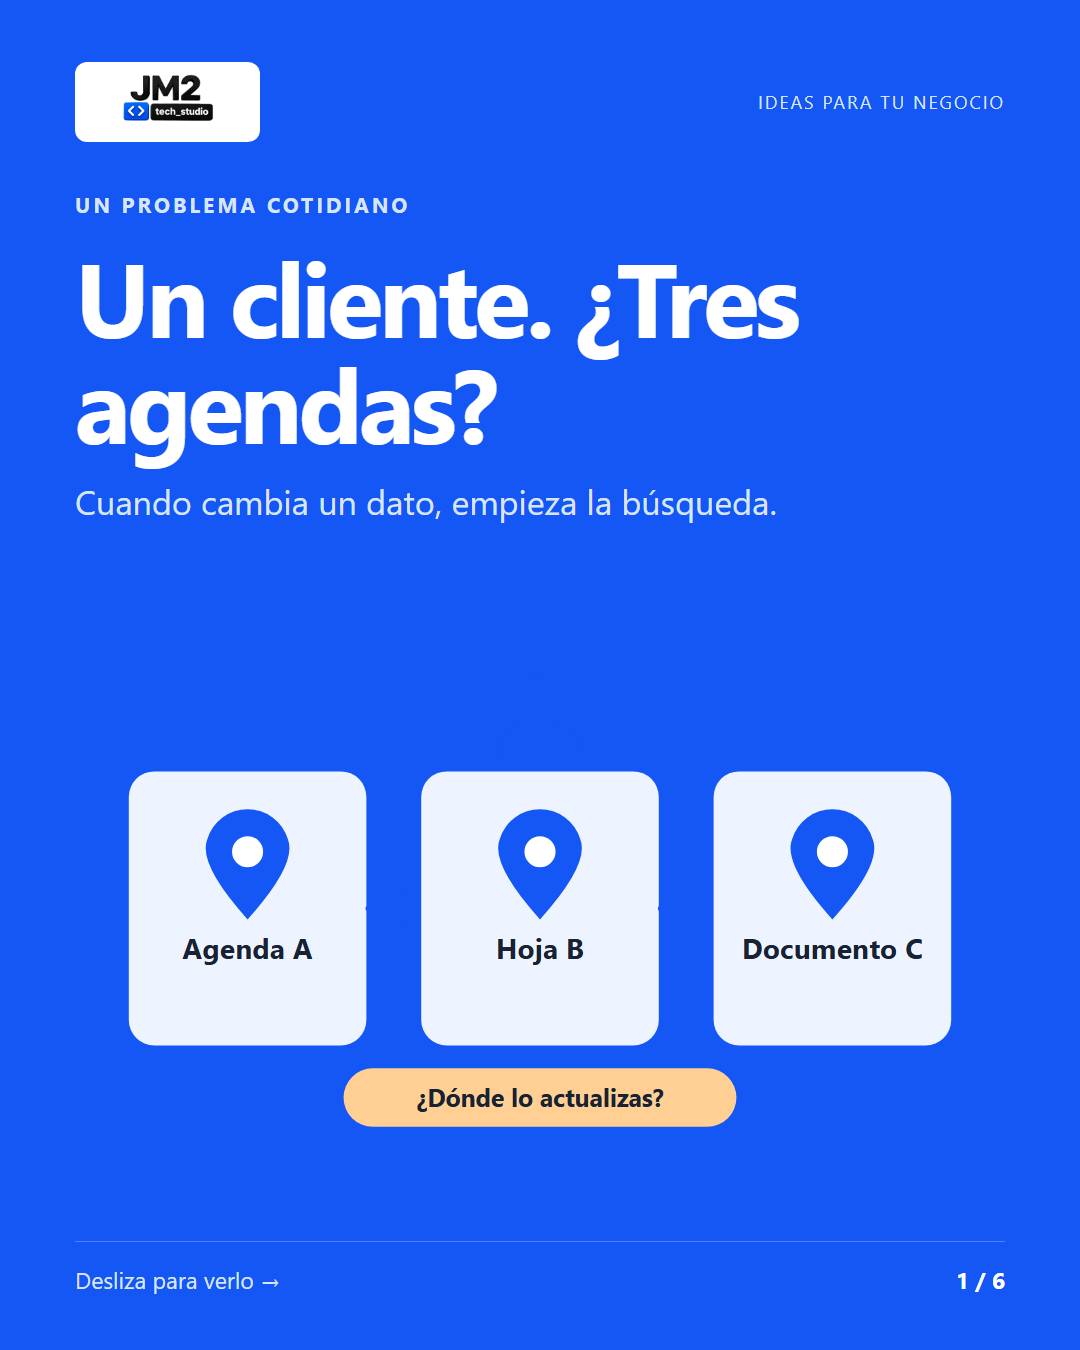 JM2
<> tech_studio
IDEAS PARA TU NEGOCIO
UN PROBLEMA COTIDIANO
Un cliente. ¿Tres
agendas?
Cuando cambia un dato, empieza la búsqueda.
Agenda A
Hoja B
Documento C
¿Dónde lo actualizas?
Desliza para verlo →
1 / 6